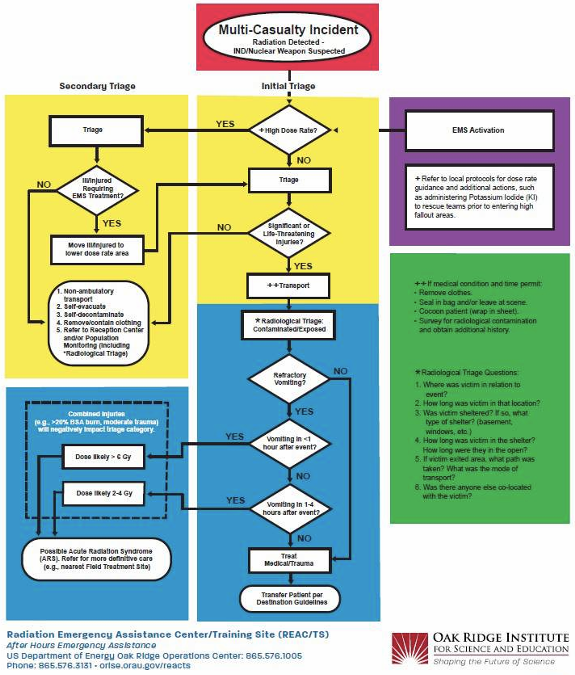 Multi-Casualty Incident
Radiation Detected -
IND/Nuclear Weapon Suspected
Secondary Triage
Initial Triage
Triage
YES
+High Dose Rate?
EMS Activation
NO
Ill/Injured
Requiring
EMS Treatment?
NO
YES
Triage
+Refer to local protocols for dose rate
guidance and additional actions, such
as administering Potassium Iodide (KI)
to rescue teams prior to entering high
fallout areas.
Move ill/injured to
lower dose rate area
NO
Significant or
Life-Threatening
Injuries?
YES
++Transport
1. Non-ambulatory
transport
2. Self-evacuate
3. Self-decontaminate
4. Remove/contain clothing
5. Refer to Reception Center
and/or Population
Monitoring (including
*Radiological Triage)
++If medical condition and time permit:
• Remove clothes.
• Seal in bag and/or leave at scene.
• Cocoon patient (wrap in sheet).
• Survey for radiological contamination
and obtain additional history.
*Radiological Triage:
Contaminated/Exposed
Refractory
Vomiting?
NO
YES
*Radiological Triage Questions:
1. Where was victim in relation to
event?
2. How long was victim in that location?
3. Was victim sheltered? If so, what
type of shelter? (basement,
windows, etc.)
4. How long was victim in the shelter?
How long were they in the open?
5. If victim exited area, what path was
taken? What was the mode of
transport?
6. Was there anyone else co-located
with the victim?
Combined Injuries
(e.g., >20% BSA burn, moderate trauma)
will negatively impact triage category.
Dose likely > 6 Gy
YES
Vomiting in <1
hour after event?
NO
Dose likely 2-4 Gy
YES
Vomiting in 1-4
hours after event?
NO
Possible Acute Radiation Syndrome
(ARS). Refer for more definitive care
(e.g., nearest Field Treatment Site)
Treat
Medical/Trauma
Transfer Patient per
Destination Guidelines
Radiation Emergency Assistance Center/Training Site (REAC/TS)
After Hours Emergency Assistance
US Department of Energy Oak Ridge Operations Center: 865.576.1005
Phone: 865.576.3131 • orise.orau.gov/reacts
OAK RIDGE INSTITUTE
FOR SCIENCE AND EDUCATION
Shaping the Future of Science